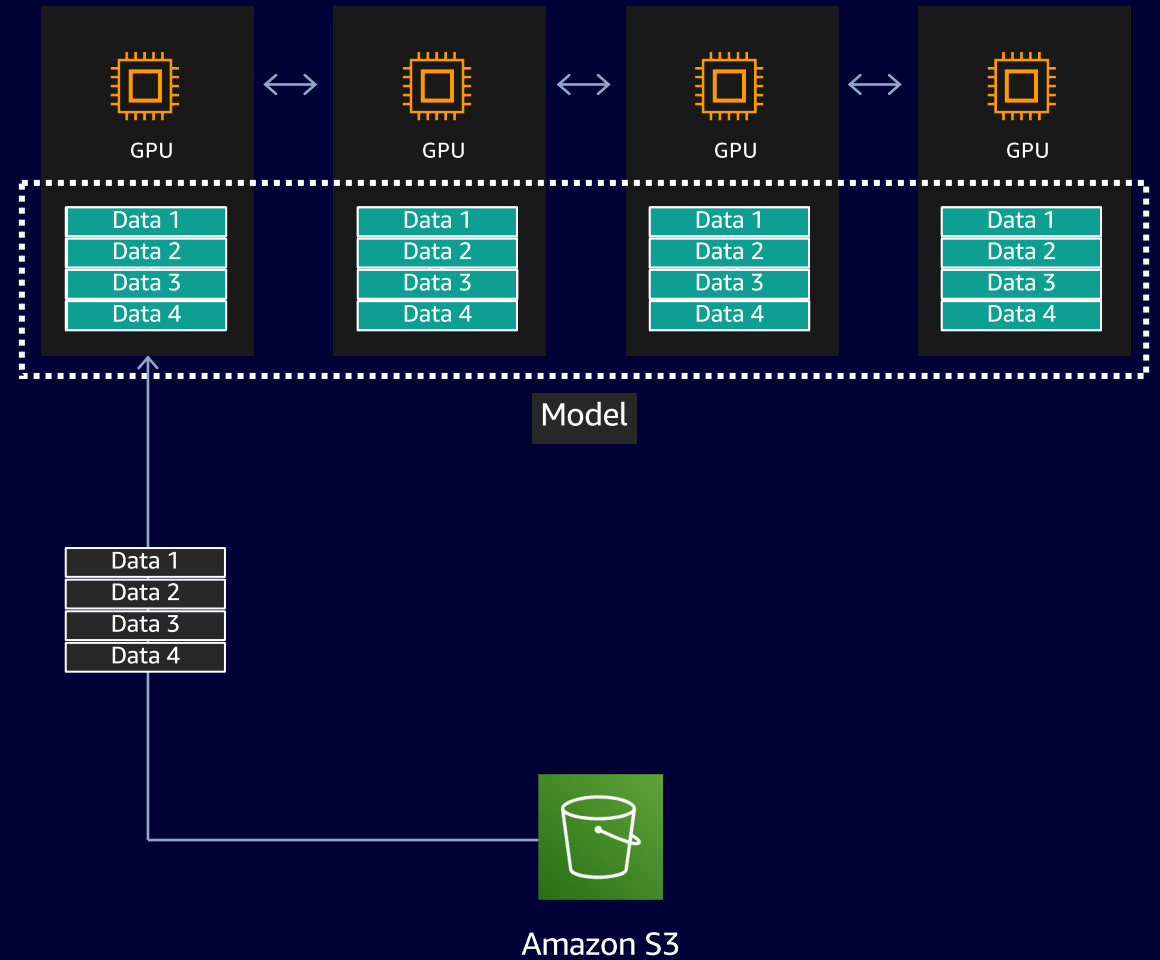 GPU GPU GPU GPU
Data 1 Data 1 Data 1 Data 1
Data 2 Data 2 Data 2 Data 2
Data 3 Data 3 Data 3 Data 3
Data 4 Data 4 Data 4 Data 4
Model
Data 1
Data 2
Data 3
Data 4
Amazon S3